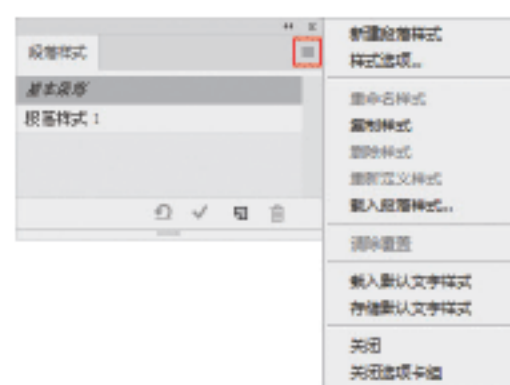 段落样式
基本段落
段落样式 1
新建段落样式
样式选项...
重命名样式
复制样式
删除样式
重新定义样式
载入段落样式...
清除覆盖
载入默认文字样式
存储默认文字样式
关闭
关闭选项卡组